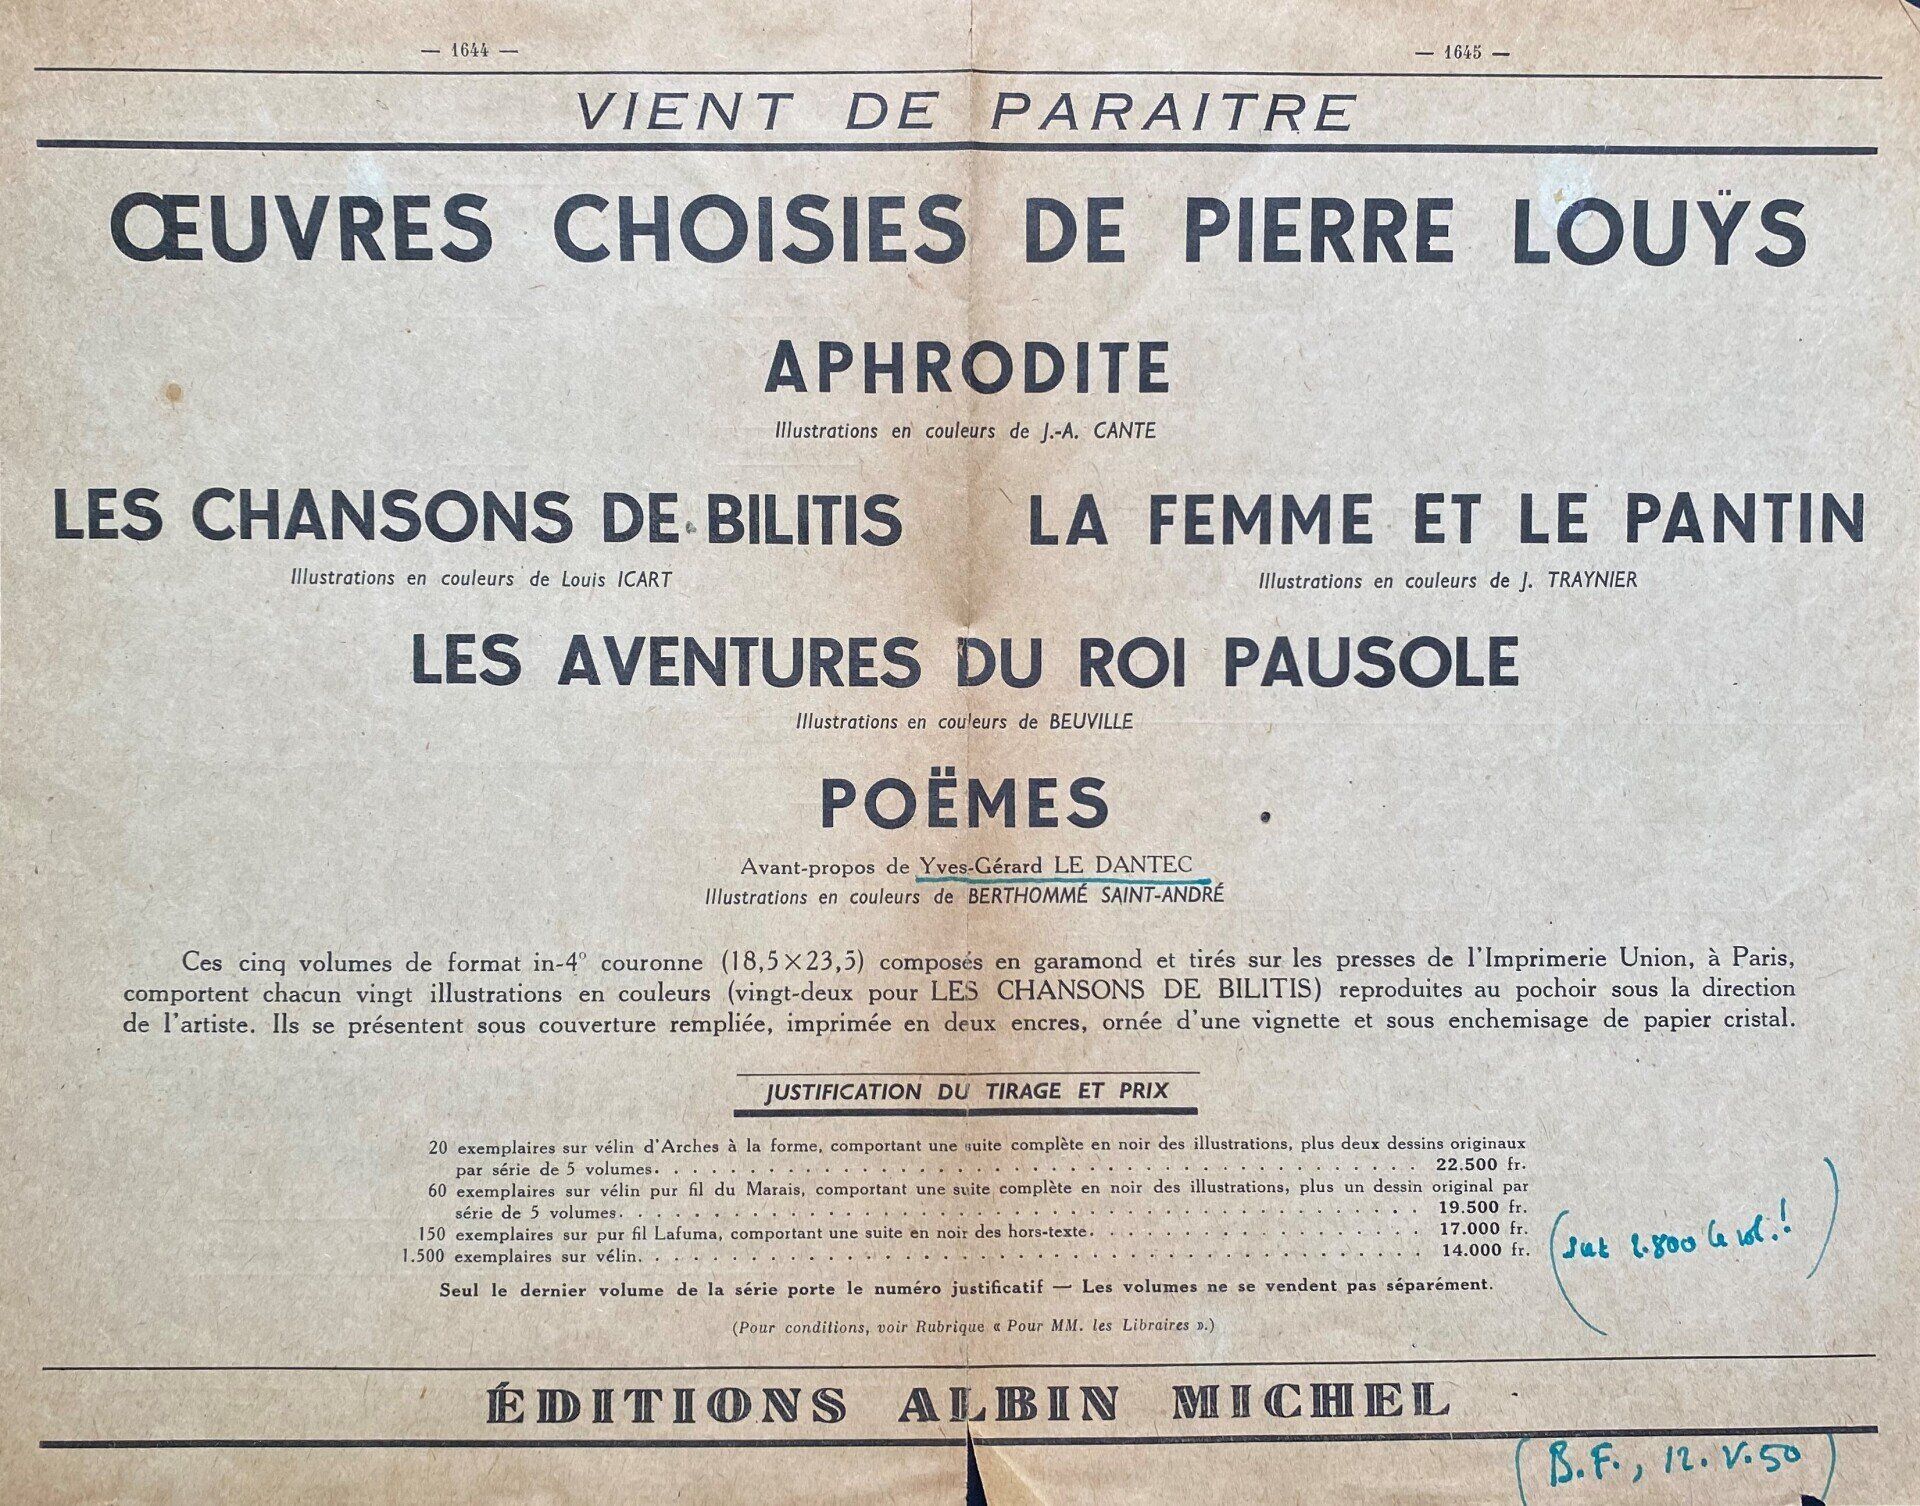 — 1644 —
— 1645 —
VIENT DE PARAITRE
ŒUVRES CHOISIES DE PIERRE LOUŸS
APHRODITE
Illustrations en couleurs de J.-A. CANTE
LES CHANSONS DE BILITIS
Illustrations en couleurs de Louis ICART
LA FEMME ET LE PANTIN
Illustrations en couleurs de J. TRAYNIER
LES AVENTURES DU ROI PAUSOLE
Illustrations en couleurs de BEUVILLE
POËMES
Avant-propos de Yves-Gérard LE DANTEC
Illustrations en couleurs de BERTHOMMÉ SAINT-ANDRÉ
Ces cinq volumes de format in-4° couronne (18,5×23,5) composés en garamond et tirés sur les presses de l'Imprimerie Union, à Paris,
comportent chacun vingt illustrations en couleurs (vingt-deux pour LES CHANSONS DE BILITIS) reproduites au pochoir sous la direction
de l'artiste. Ils se présentent sous couverture rempliée, imprimée en deux encres, ornée d'une vignette et sous enchemisage de papier cristal.
JUSTIFICATION DU TIRAGE ET PRIX
20 exemplaires sur vélin d'Arches à la forme, comportant une suite complète en noir des illustrations, plus deux dessins originaux
par série de 5 volumes. . . . . . . . . . . . . . . . . . . . . . . . . . . . . . 22.500 fr.
60 exemplaires sur vélin pur fil du Marais, comportant une suite complète en noir des illustrations, plus un dessin original par
série de 5 volumes. . . . . . . . . . . . . . . . . . . . . . . . . . . . . . 19.500 fr.
150 exemplaires sur pur fil Lafuma, comportant une suite en noir des hors-texte. . . . . . . . . . . . . 17.000 fr.
1.500 exemplaires sur vélin. . . . . . . . . . . . . . . . . . . . . . . . . . . . . . 14.000 fr.
(soit 2.800 le vol.!)
Seul le dernier volume de la série porte le numéro justificatif — Les volumes ne se vendent pas séparément.
(Pour conditions, voir Rubrique « Pour MM. les Libraires ».)
ÉDITIONS ALBIN MICHEL
(B.F., 12.V.50)